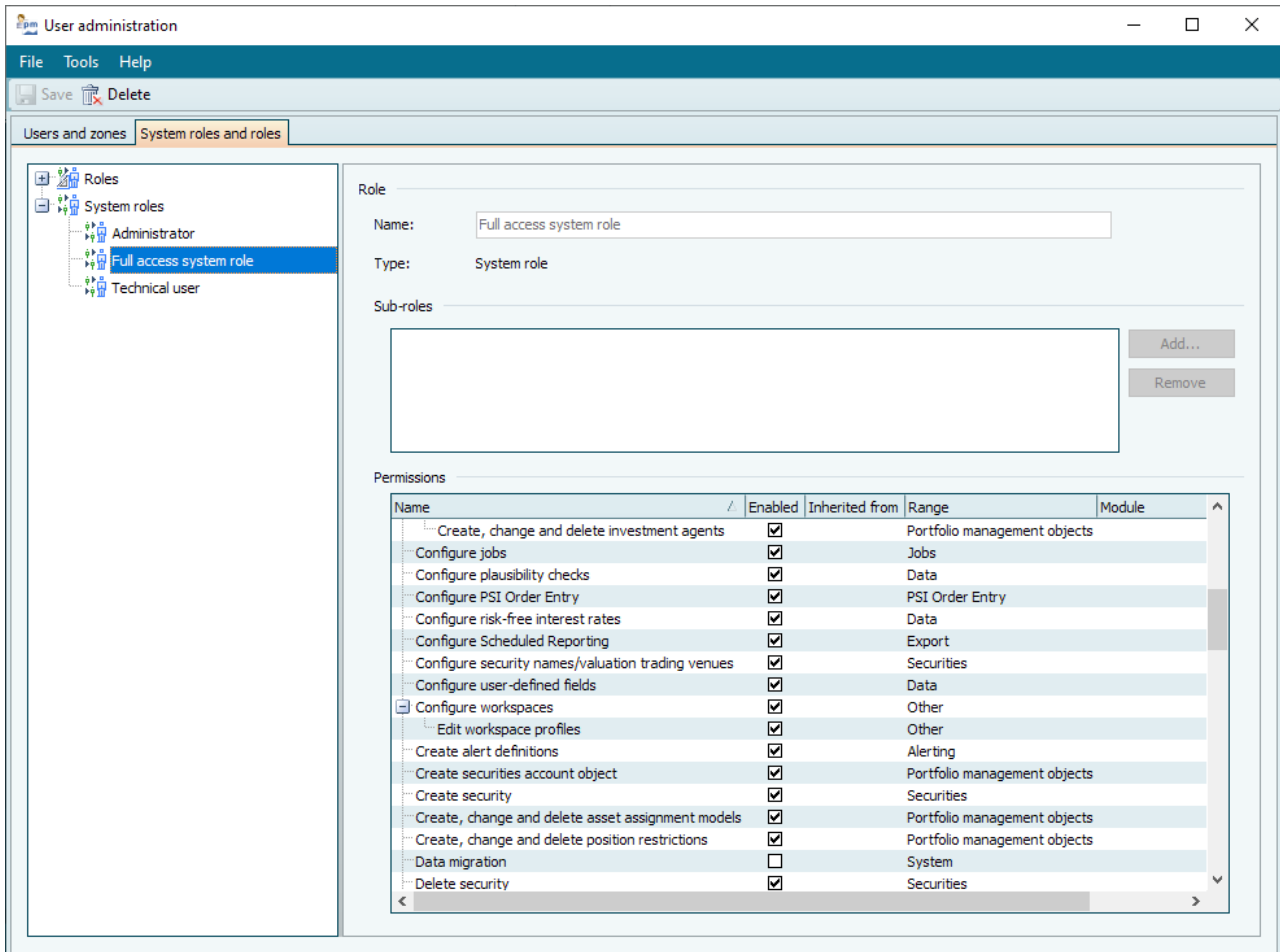 epm User administration
File Tools Help
Save Delete
Users and zones System roles and roles
Roles
System roles
Administrator
Full access system role
Technical user
Role
Name: Full access system role
Type: System role
Sub-roles
Add...
Remove
Permissions
Name Enabled Inherited from Range Module
Create, change and delete investment agents Portfolio management objects
Configure jobs Jobs
Configure plausibility checks Data
Configure PSI Order Entry PSI Order Entry
Configure risk-free interest rates Data
Configure Scheduled Reporting Export
Configure security names/valuation trading venues Securities
Configure user-defined fields Data
Configure workspaces Other
Edit workspace profiles Other
Create alert definitions Alerting
Create securities account object Portfolio management objects
Create security Securities
Create, change and delete asset assignment models Portfolio management objects
Create, change and delete position restrictions Portfolio management objects
Data migration System
Delete security Securities